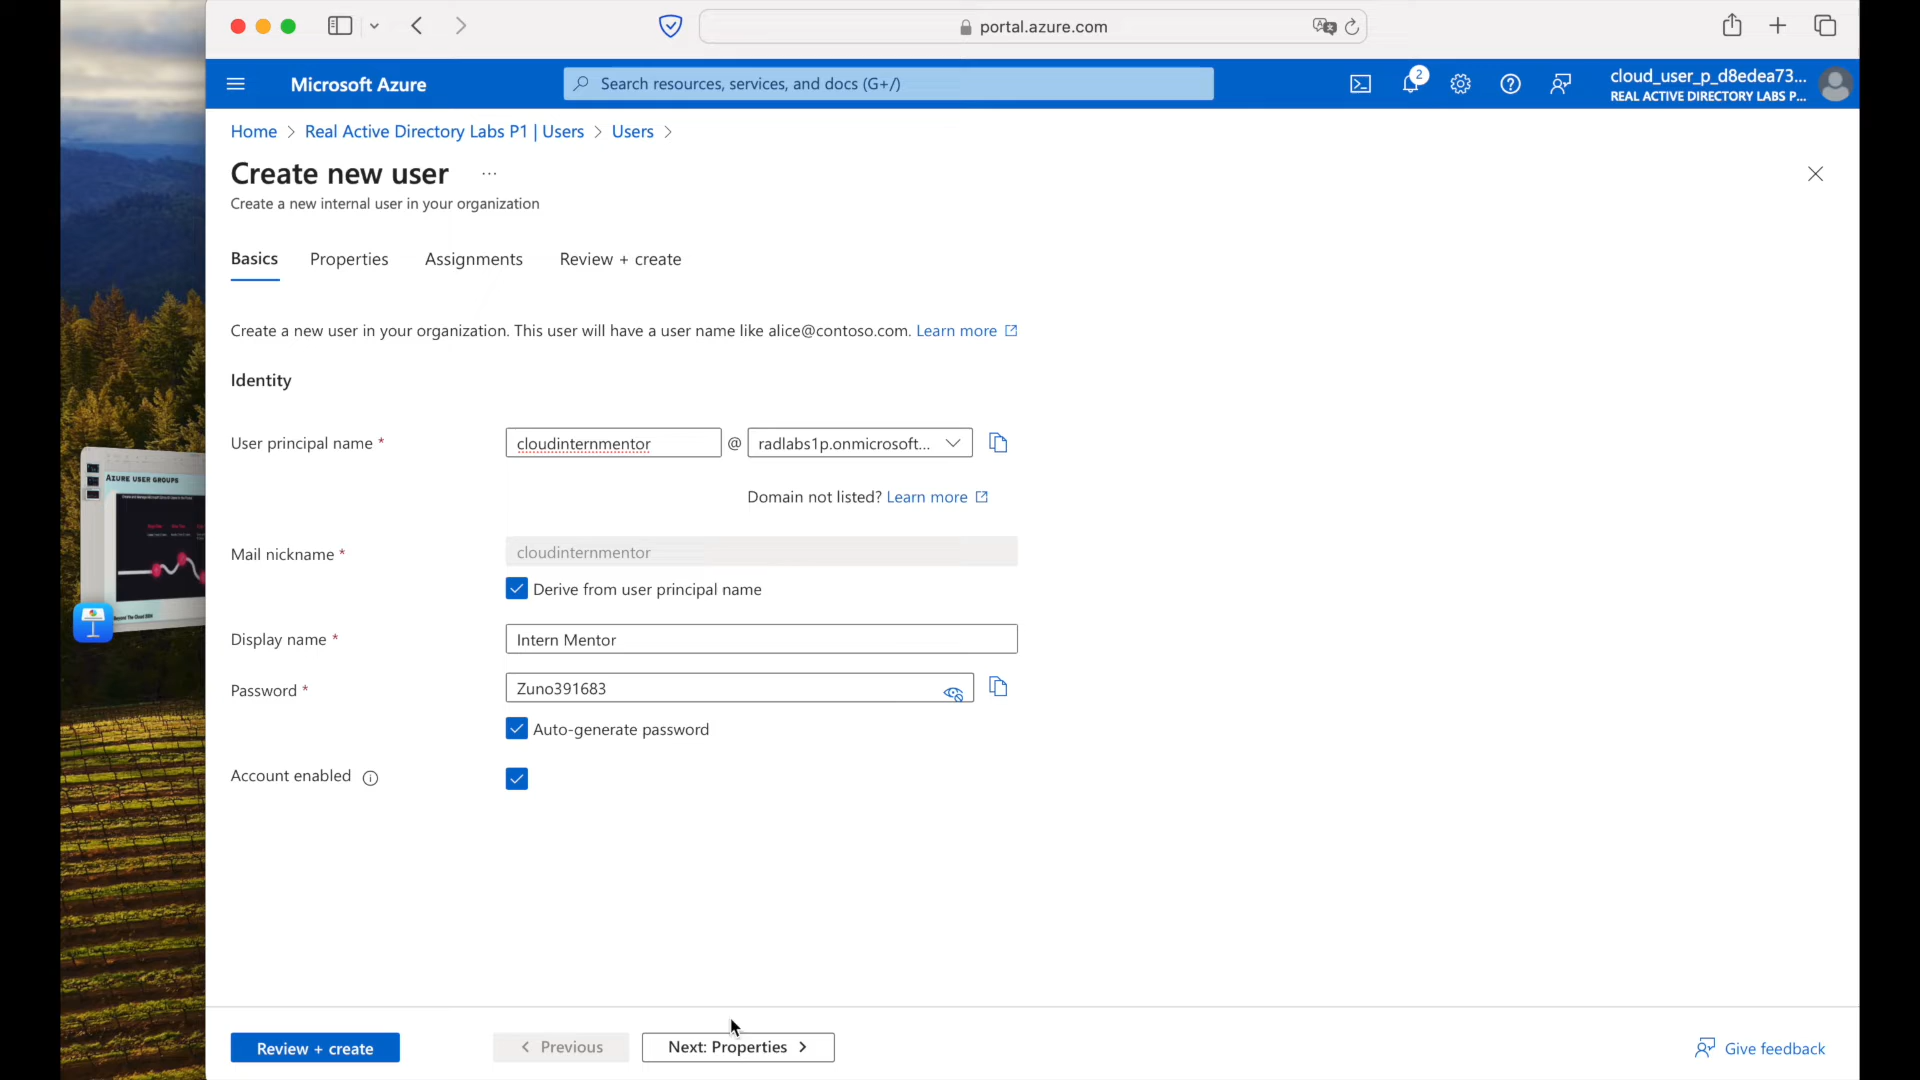 portal.azure.com
Microsoft Azure
Search resources, services, and docs (G+/)
2
cloud_user_p_d8edea73...
REAL ACTIVE DIRECTORY LABS P...
Home > Real Active Directory Labs P1 | Users > Users >
Create new user ...
Create a new internal user in your organization
Basics Properties Assignments Review + create
Create a new user in your organization. This user will have a user name like alice@contoso.com. Learn more
Identity
User principal name * cloudinternmentor @ radlabs1p.onmicrosoft...
Domain not listed? Learn more
AZURE USER GROUPS
Mail nickname * cloudinternmentor
Derive from user principal name
Display name * Intern Mentor
Password * Zuno391683
Auto-generate password
Account enabled
Review + create < Previous Next: Properties >
Give feedback